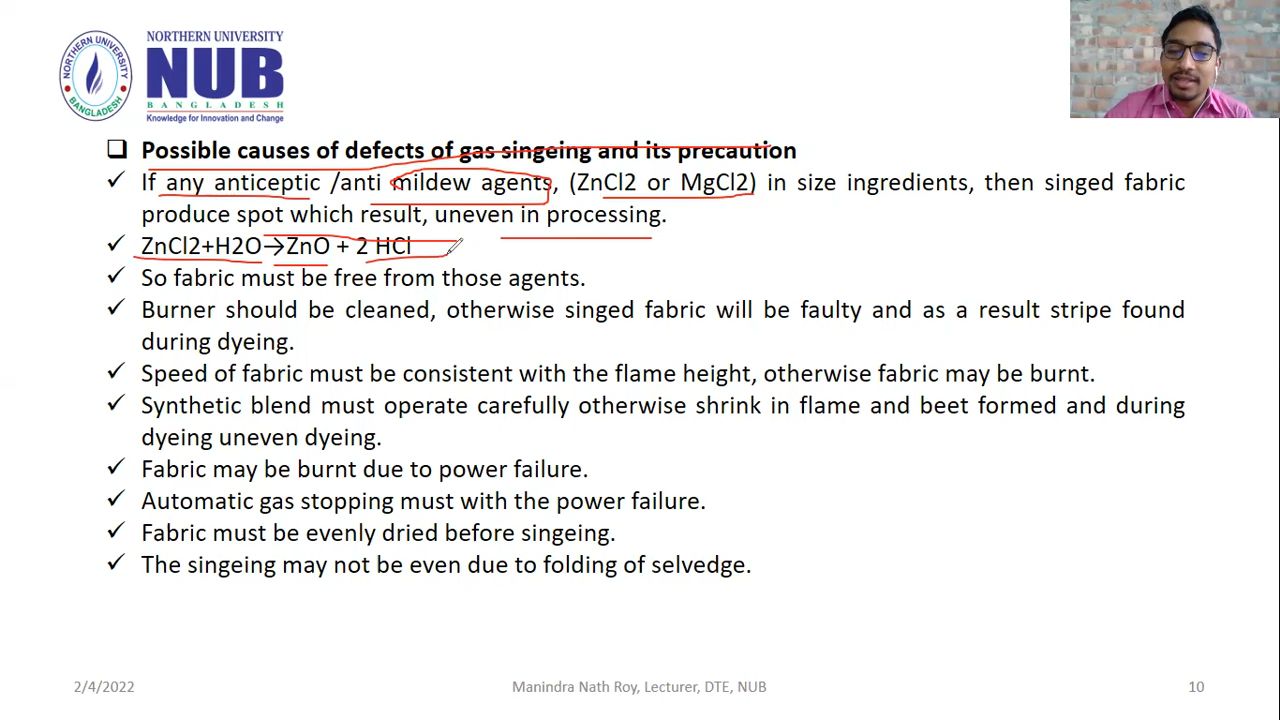 NORTHERN UNIVERSITY
NUB
BANGLADESH
Knowledge for Innovation and Change
NORTHERN UNIVERSITY
BANGLADESH
Possible causes of defects of gas singeing and its precaution
If any anticeptic /anti mildew agents, (ZnCl2 or MgCl2) in size ingredients, then singed fabric
produce spot which result, uneven in processing.
ZnCl2+H2O→ZnO + 2 HCl
So fabric must be free from those agents.
Burner should be cleaned, otherwise singed fabric will be faulty and as a result stripe found
during dyeing.
Speed of fabric must be consistent with the flame height, otherwise fabric may be burnt.
Synthetic blend must operate carefully otherwise shrink in flame and beet formed and during
dyeing uneven dyeing.
Fabric may be burnt due to power failure.
Automatic gas stopping must with the power failure.
Fabric must be evenly dried before singeing.
The singeing may not be even due to folding of selvedge.
2/4/2022
Manindra Nath Roy, Lecturer, DTE, NUB
10